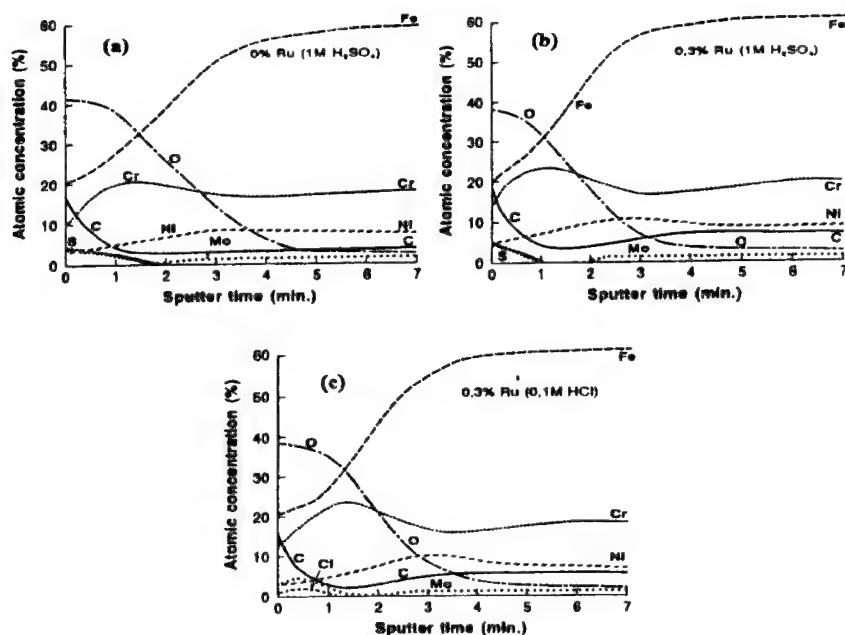 (a)
Fe
0% Ru (1M H₂SO₄)
Atomic concentration (%)
60
50
40
30
20
10
0
O
Cr
Cr
C
Ni
Ni
S
Mo
C
0 1 2 3 4 5 6 7
Sputter time (min.)
(b)
Fe
0,3% Ru (1M H₂SO₄)
Atomic concentration (%)
60
50
40
30
20
10
0
O
Fe
Cr
Cr
C
Ni
S
Mo
O
C
0 1 2 3 4 5 6 7
Sputter time (min.)
(c)
Fe
0,3% Ru (0,1M HCl)
Atomic concentration (%)
60
50
40
30
20
10
0
O
Cr
O
C
Cl
Ni
C
Mo
0 1 2 3 4 5 6 7
Sputter time (min.)